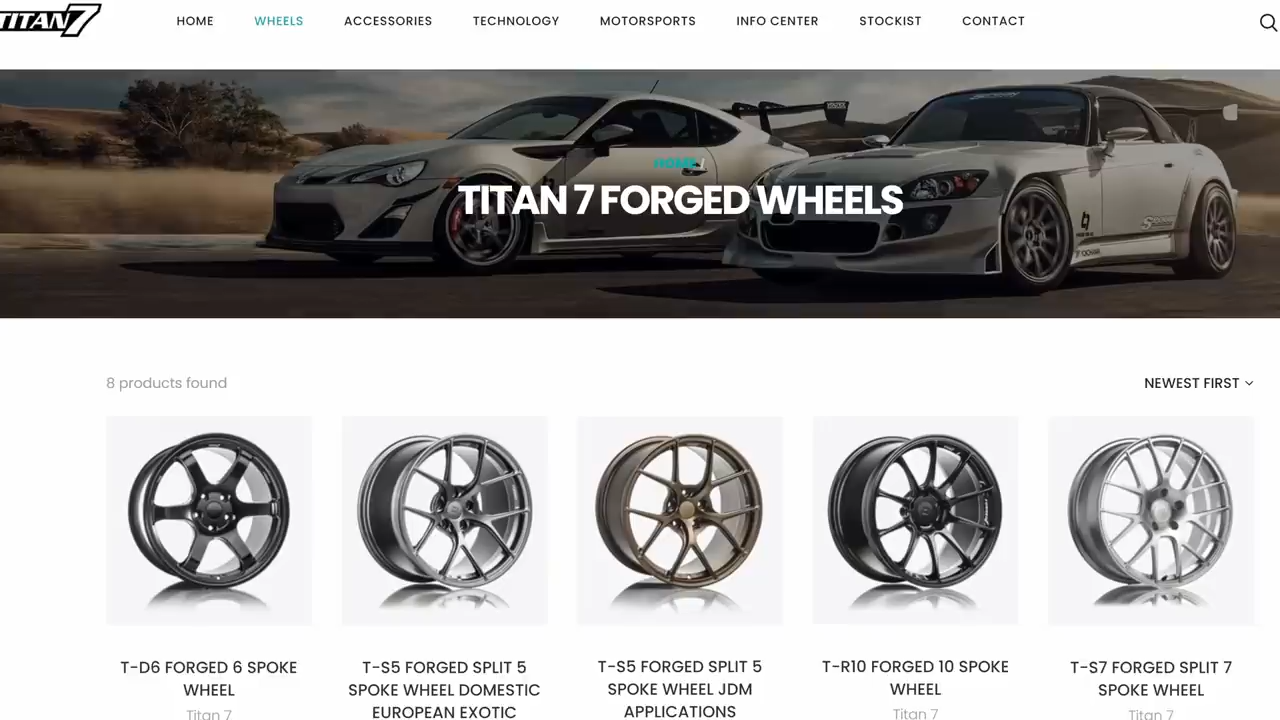 TITAN7
HOME
WHEELS
ACCESSORIES
TECHNOLOGY
MOTORSPORTS
INFO CENTER
STOCKIST
CONTACT
HOME /
TITAN 7 FORGED WHEELS
8 products found
NEWEST FIRST
T-D6 FORGED 6 SPOKE
WHEEL
Titan 7
T-S5 FORGED SPLIT 5
SPOKE WHEEL DOMESTIC
EUROPEAN EXOTIC
T-S5 FORGED SPLIT 5
SPOKE WHEEL JDM
APPLICATIONS
T-R10 FORGED 10 SPOKE
WHEEL
Titan 7
T-S7 FORGED SPLIT 7
SPOKE WHEEL
Titan 7